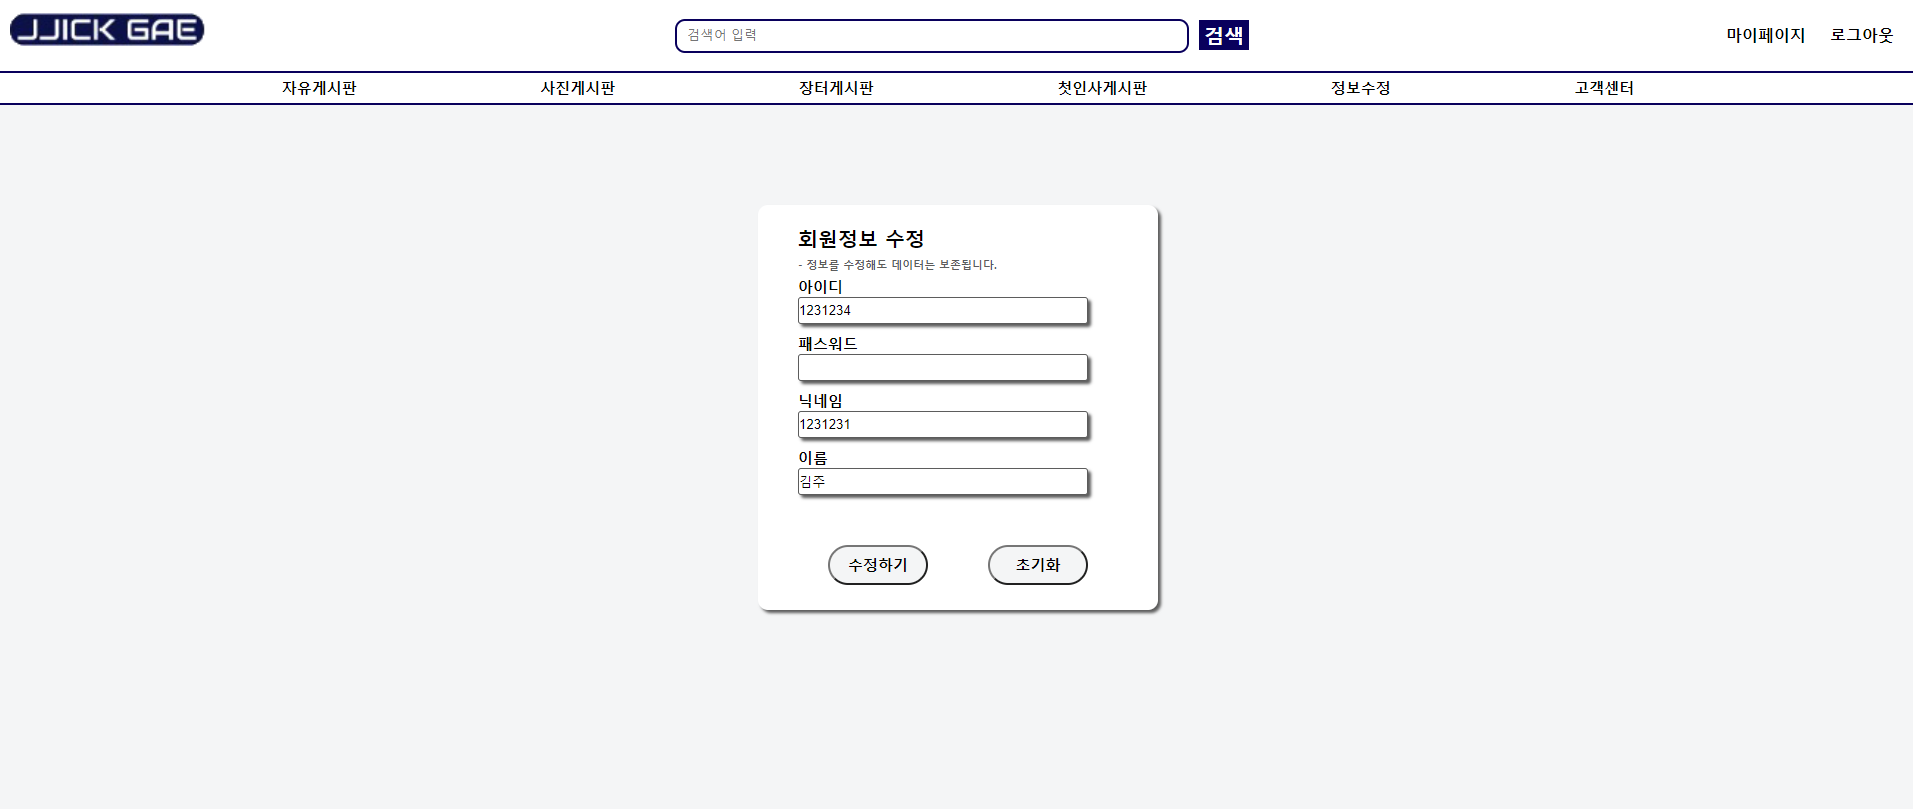 JJICK GAE
검색어 입력
검색
마이페이지 로그아웃
자유게시판 사진게시판 장터게시판 첫인사게시판 정보수정 고객센터
회원정보 수정
- 정보를 수정해도 데이터는 보존됩니다.
아이디
1231234
패스워드
닉네임
1231231
이름
김주
수정하기 초기화